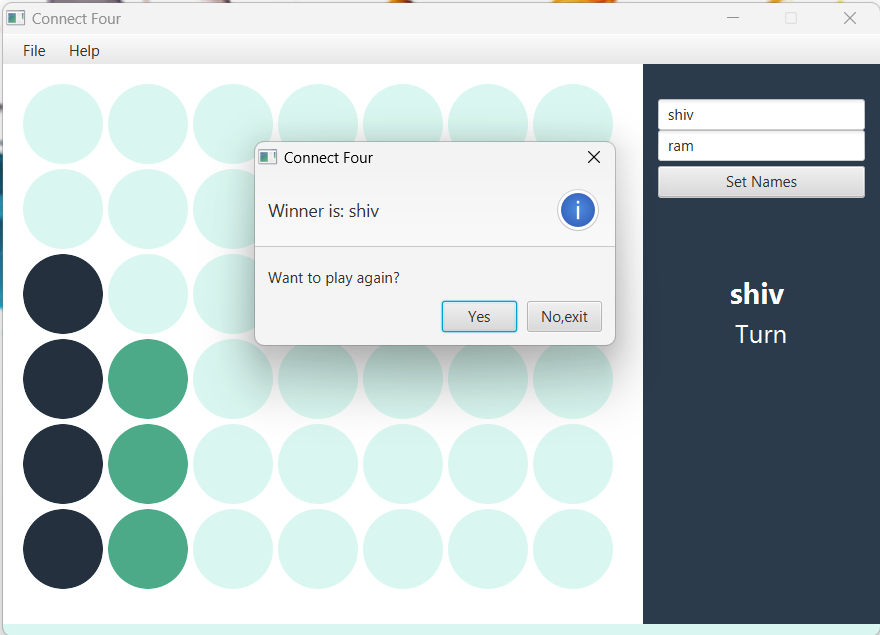 Connect Four
File Help
shiv
ram
Set Names
Connect Four
Winner is: shiv
i
Want to play again?
Yes No,exit
shiv
Turn